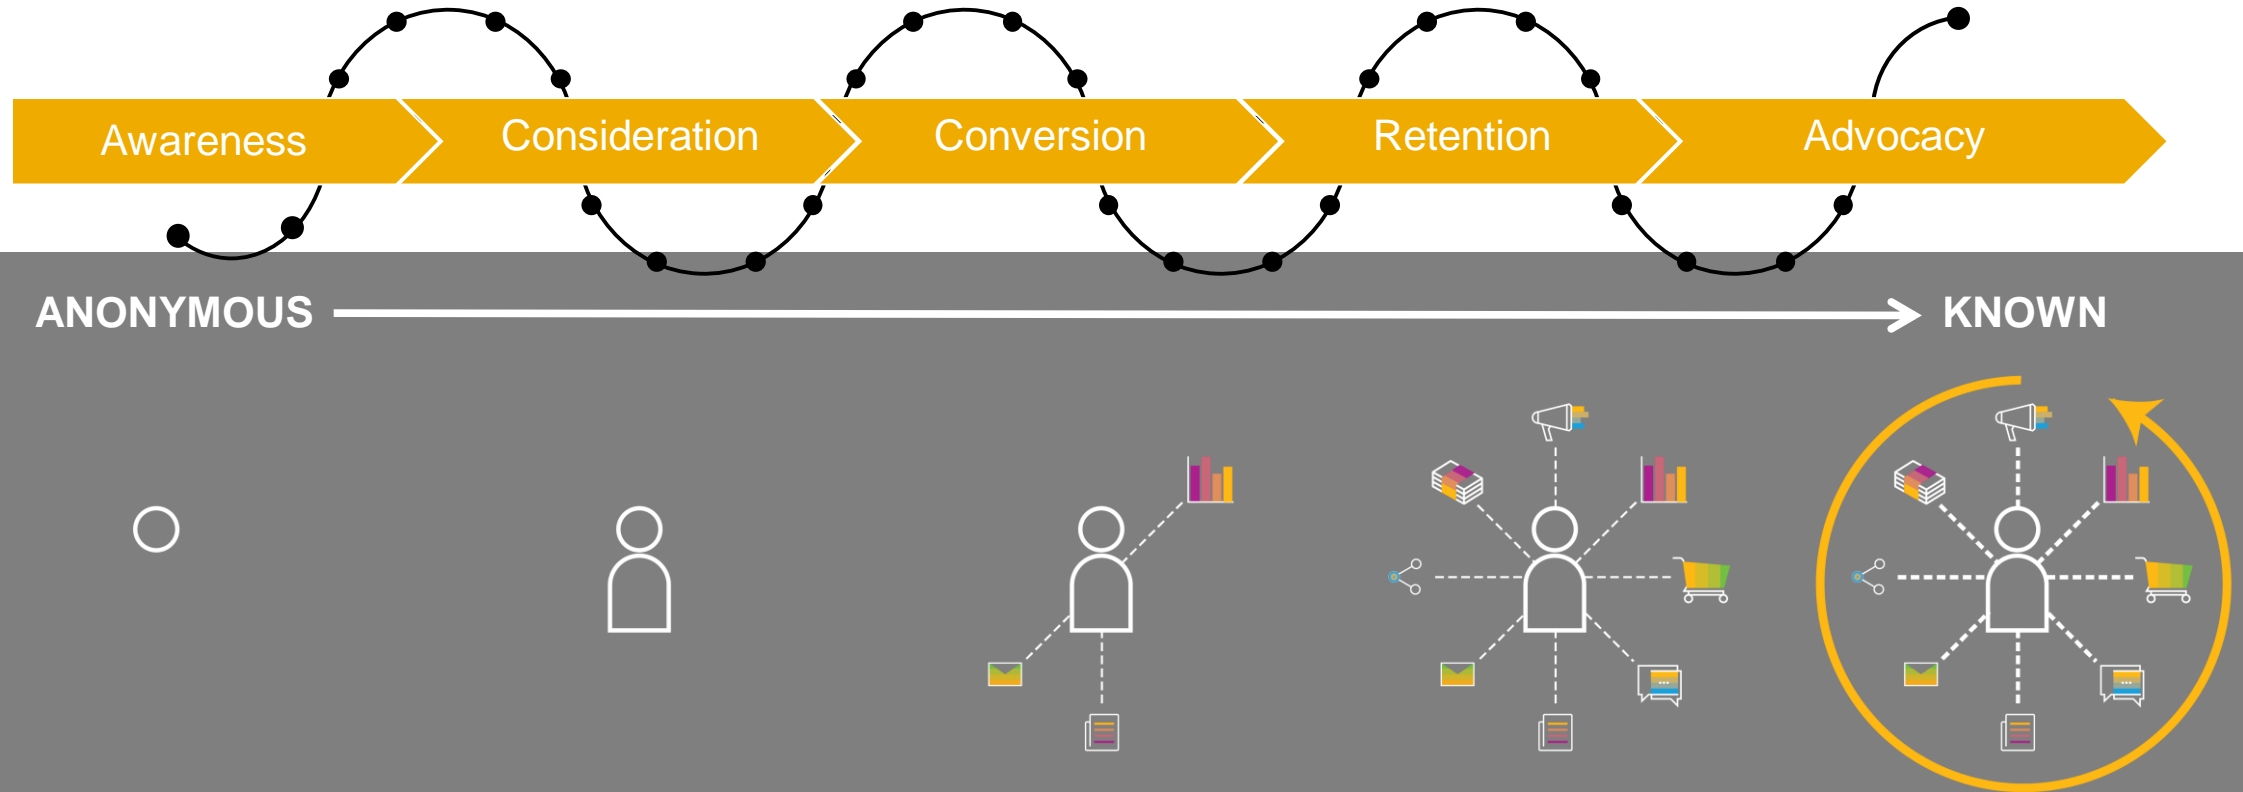 Awareness
Consideration
Conversion
Retention
Advocacy
ANONYMOUS
KNOWN